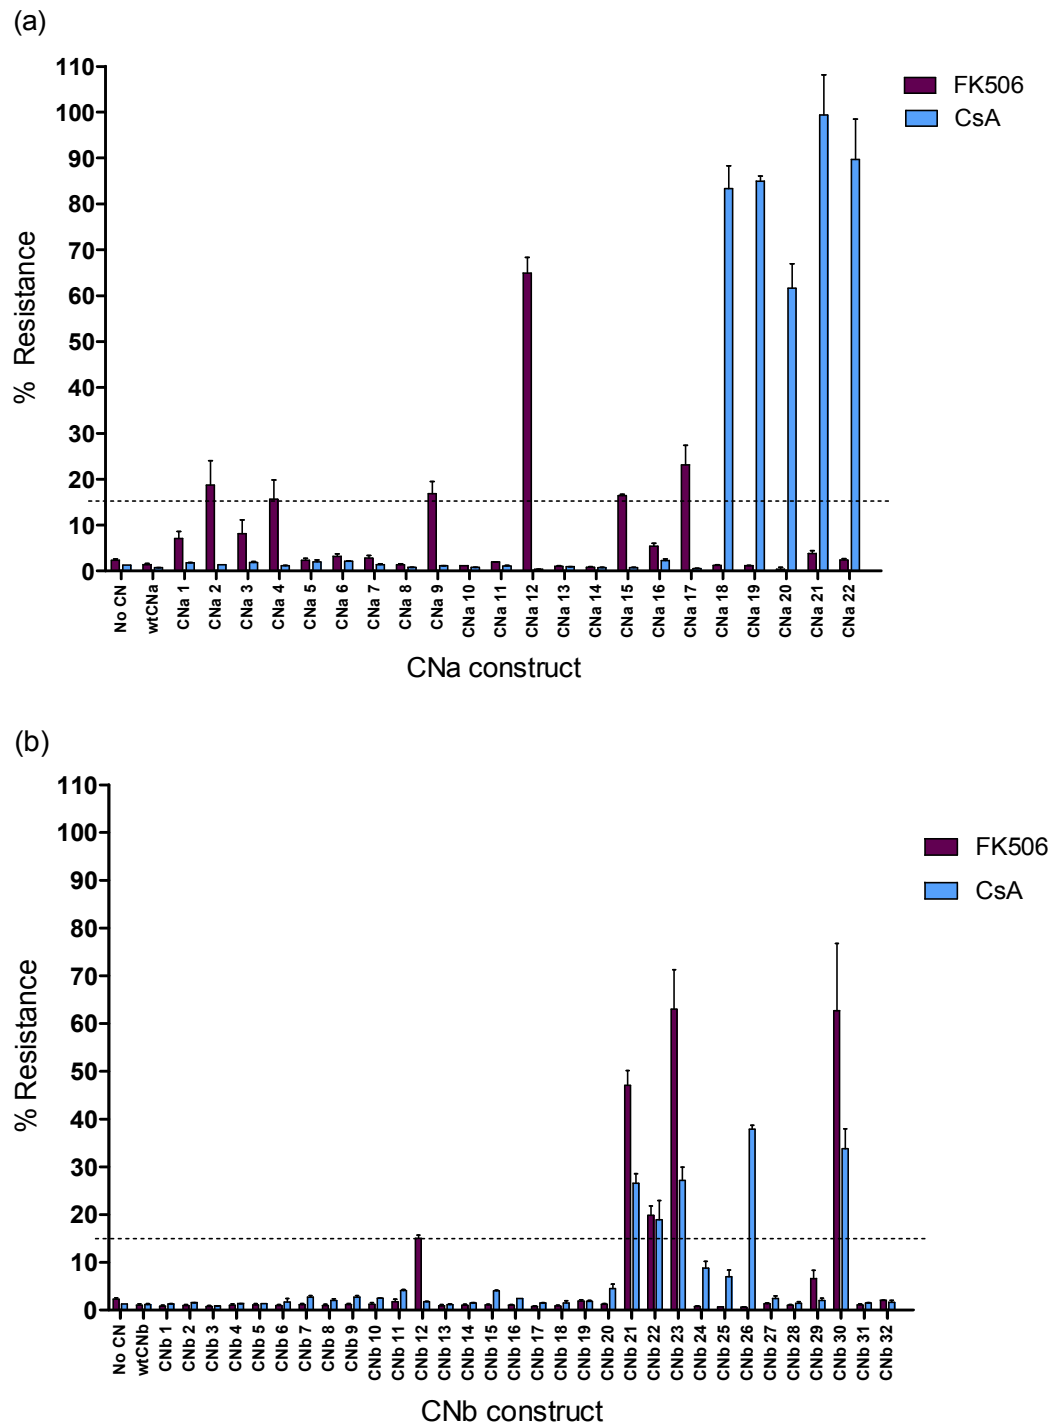 (a)
110
100
90
80
70
60
50
40
30
20
10
0
% Resistance
FK506
CsA
No CN
wtCNa
CNa 1
CNa 2
CNa 3
CNa 4
CNa 5
CNa 6
CNa 7
CNa 8
CNa 9
CNa 10
CNa 11
CNa 12
CNa 13
CNa 14
CNa 15
CNa 16
CNa 17
CNa 18
CNa 19
CNa 20
CNa 21
CNa 22
CNa construct
(b)
110
100
90
80
70
60
50
40
30
20
10
0
% Resistance
FK506
CsA
No CN
wtCNb
CNb 1
CNb 2
CNb 3
CNb 4
CNb 5
CNb 6
CNb 7
CNb 8
CNb 9
CNb 10
CNb 11
CNb 12
CNb 13
CNb 14
CNb 15
CNb 16
CNb 17
CNb 18
CNb 19
CNb 20
CNb 21
CNb 22
CNb 23
CNb 24
CNb 25
CNb 26
CNb 27
CNb 28
CNb 29
CNb 30
CNb 31
CNb 32
CNb construct